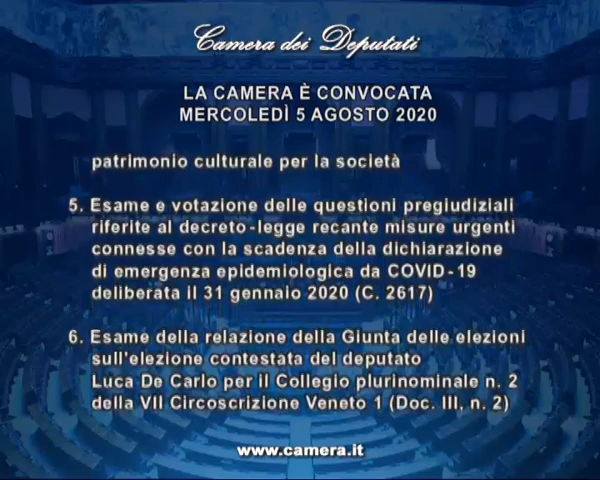 Camera dei Deputati
LA CAMERA È CONVOCATA
MERCOLEDÌ 5 AGOSTO 2020
patrimonio culturale per la società
5. Esame e votazione delle questioni pregiudiziali
riferite al decreto-legge recante misure urgenti
connesse con la scadenza della dichiarazione
di emergenza epidemiologica da COVID-19
deliberata il 31 gennaio 2020 (C. 2617)
6. Esame della relazione della Giunta delle elezioni
sull'elezione contestata del deputato
Luca De Carlo per il Collegio plurinominale n. 2
della VII Circoscrizione Veneto 1 (Doc. III, n. 2)
www.camera.it